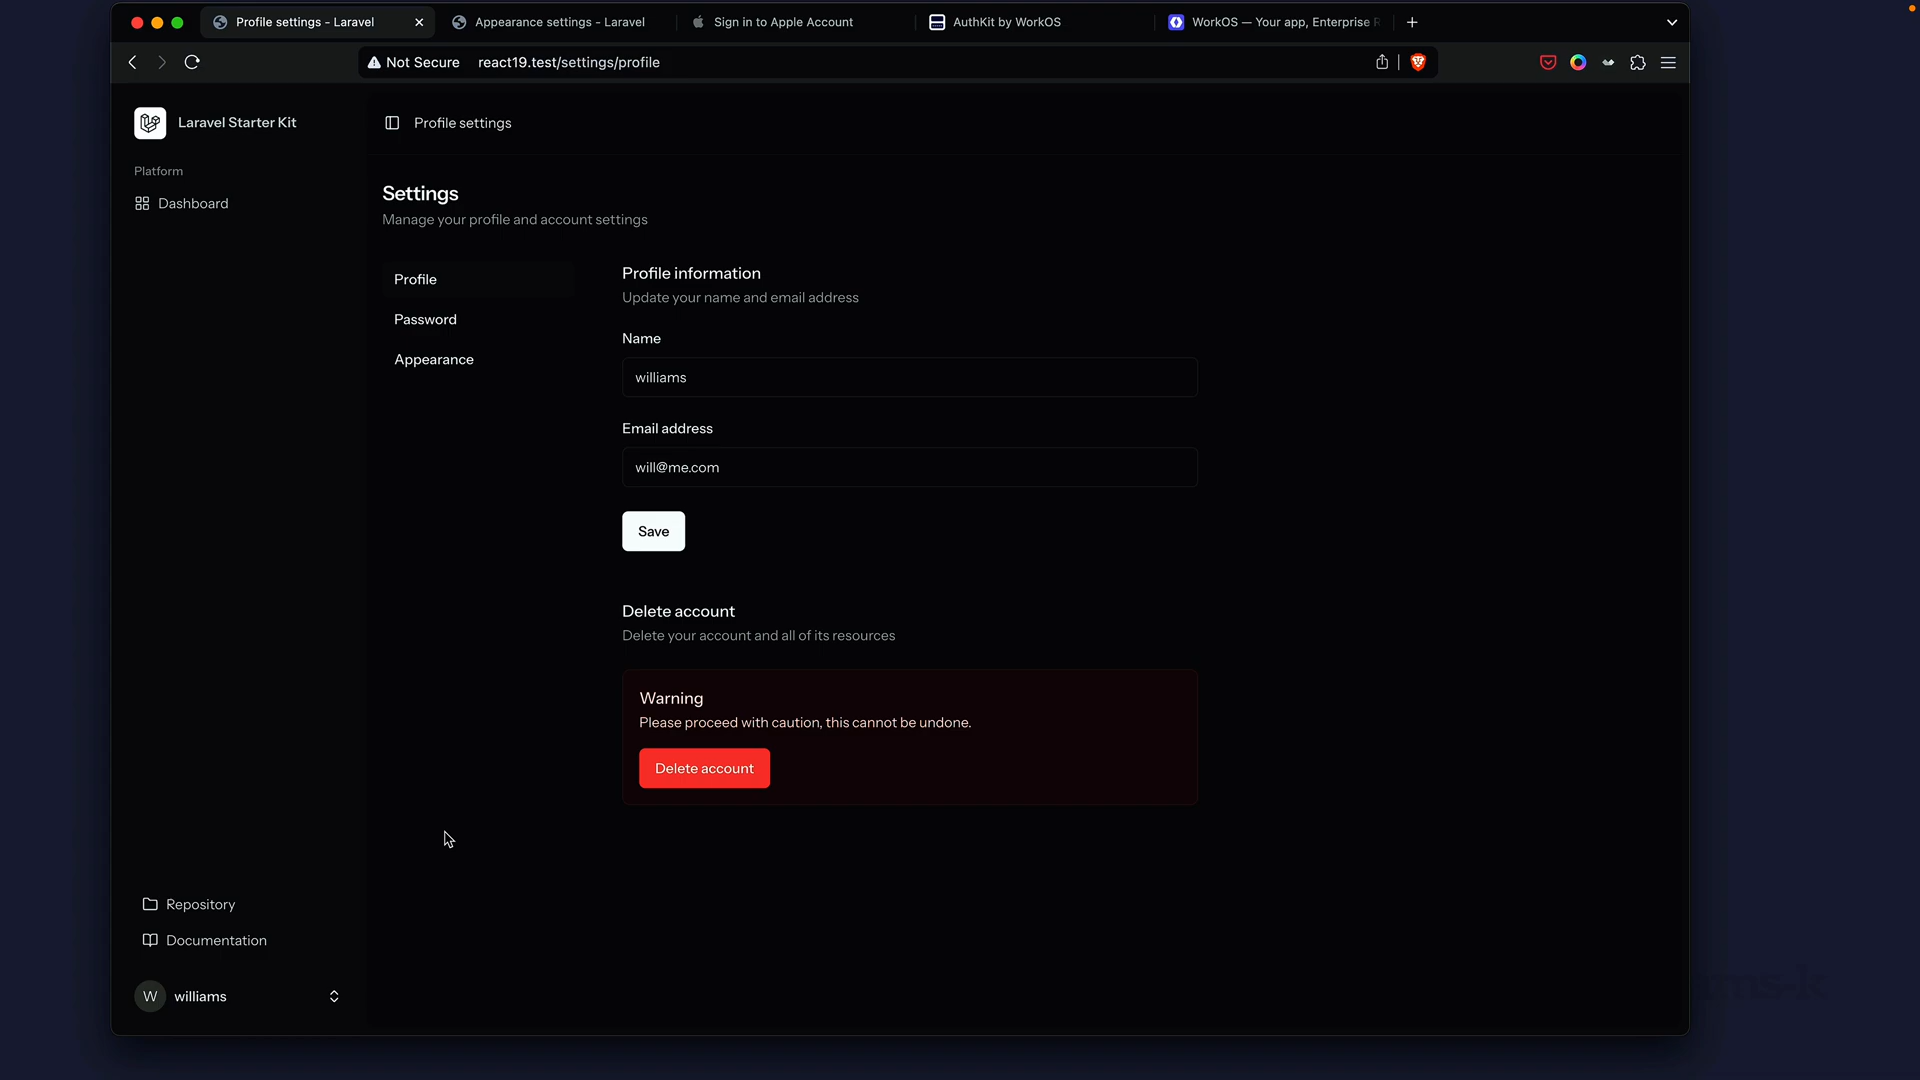 Profile settings - Laravel
Appearance settings - Laravel
Sign in to Apple Account
AuthKit by WorkOS
WorkOS — Your app, Enterprise R
Not Secure react19.test/settings/profile
Laravel Starter Kit
Profile settings
Platform
Dashboard
Settings
Manage your profile and account settings
Profile
Password
Appearance
Profile information
Update your name and email address
Name
williams
Email address
will@me.com
Save
Delete account
Delete your account and all of its resources
Warning
Please proceed with caution, this cannot be undone.
Delete account
Repository
Documentation
W williams